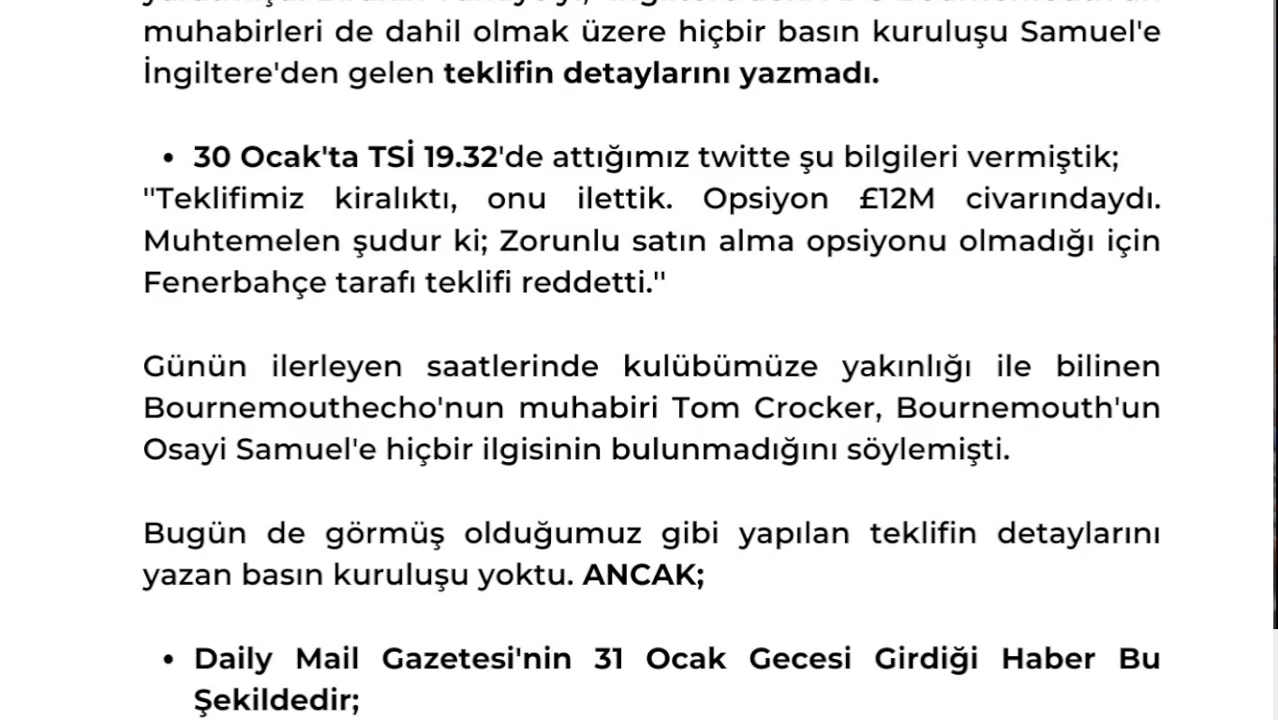 muhabirleri de dahil olmak üzere hiçbir basın kuruluşu Samuel'e
İngiltere'den gelen teklifin detaylarını yazmadı.
• 30 Ocak'ta TSİ 19.32'de attığımız twitte şu bilgileri vermiştik;
"Teklifimiz kiralıktı, onu ilettik. Opsiyon £12M civarındaydı.
Muhtemelen şudur ki; Zorunlu satın alma opsiyonu olmadığı için
Fenerbahçe tarafı teklifi reddetti."
Günün ilerleyen saatlerinde kulübümüze yakınlığı ile bilinen
Bournemouthecho'nun muhabiri Tom Crocker, Bournemouth'un
Osayi Samuel'e hiçbir ilgisinin bulunmadığını söylemişti.
Bugün de görmüş olduğumuz gibi yapılan teklifin detaylarını
yazan basın kuruluşu yoktu. ANCAK;
• Daily Mail Gazetesi'nin 31 Ocak Gecesi Girdiği Haber Bu
Şekildedir;